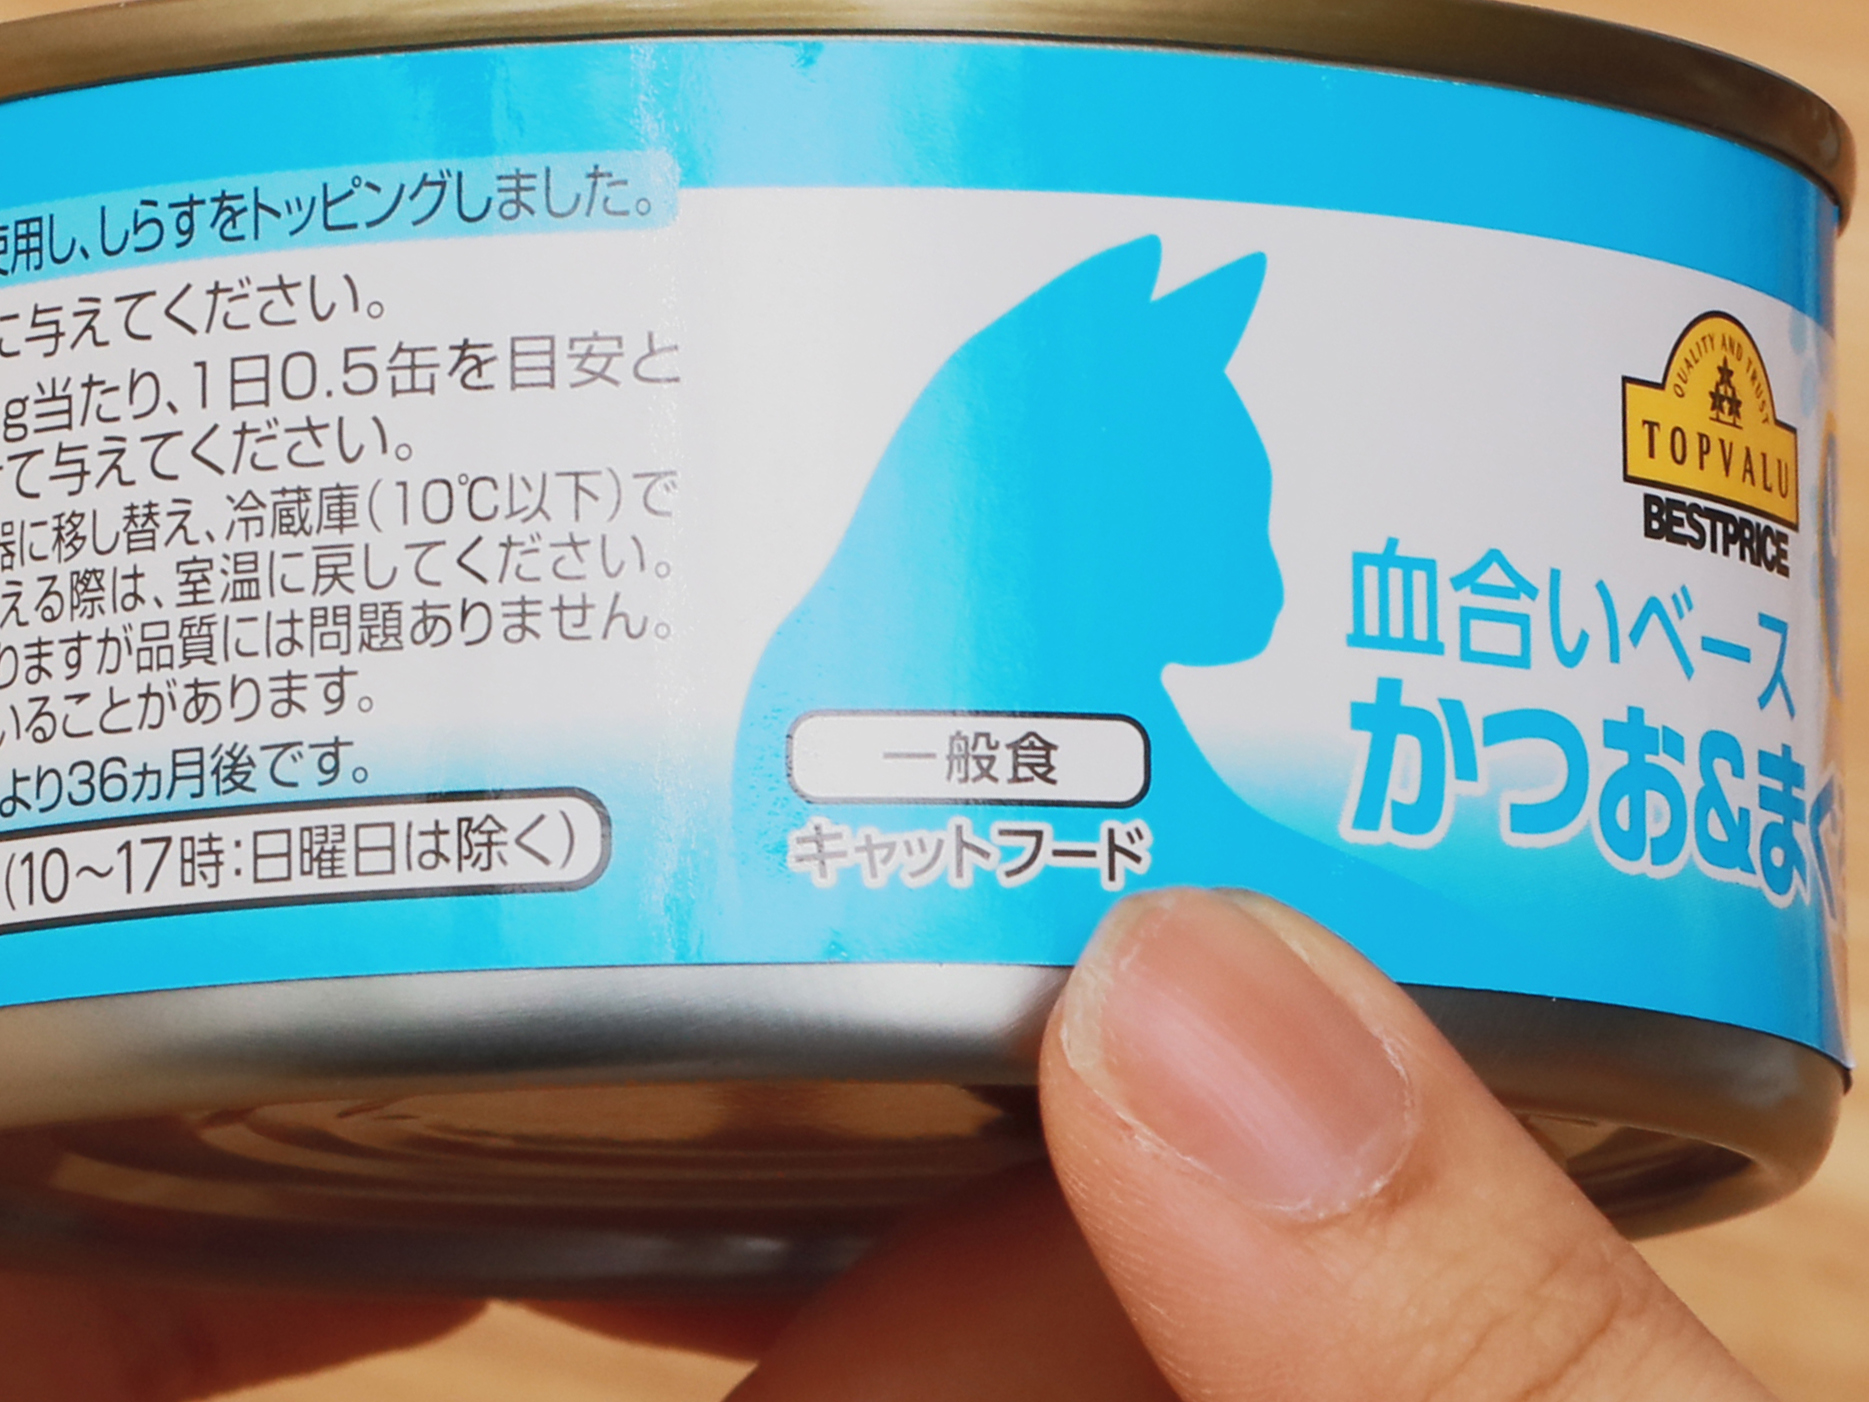 使用し、しらすをトッピングしました。
に与えてください。
g当たり、1日0.5缶を目安と
て与えてください。
器に移し替え、冷蔵庫(10℃以下)で
える際は、室温に戻してください。
りますが品質には問題ありません。
いることがあります。
より36ヵ月後です。
(10～17時:日曜日は除く)
一般食
キャットフード
QUALITY AND TRUST
TOPVALU
BESTPRICE
血合いベース
かつお&まぐ